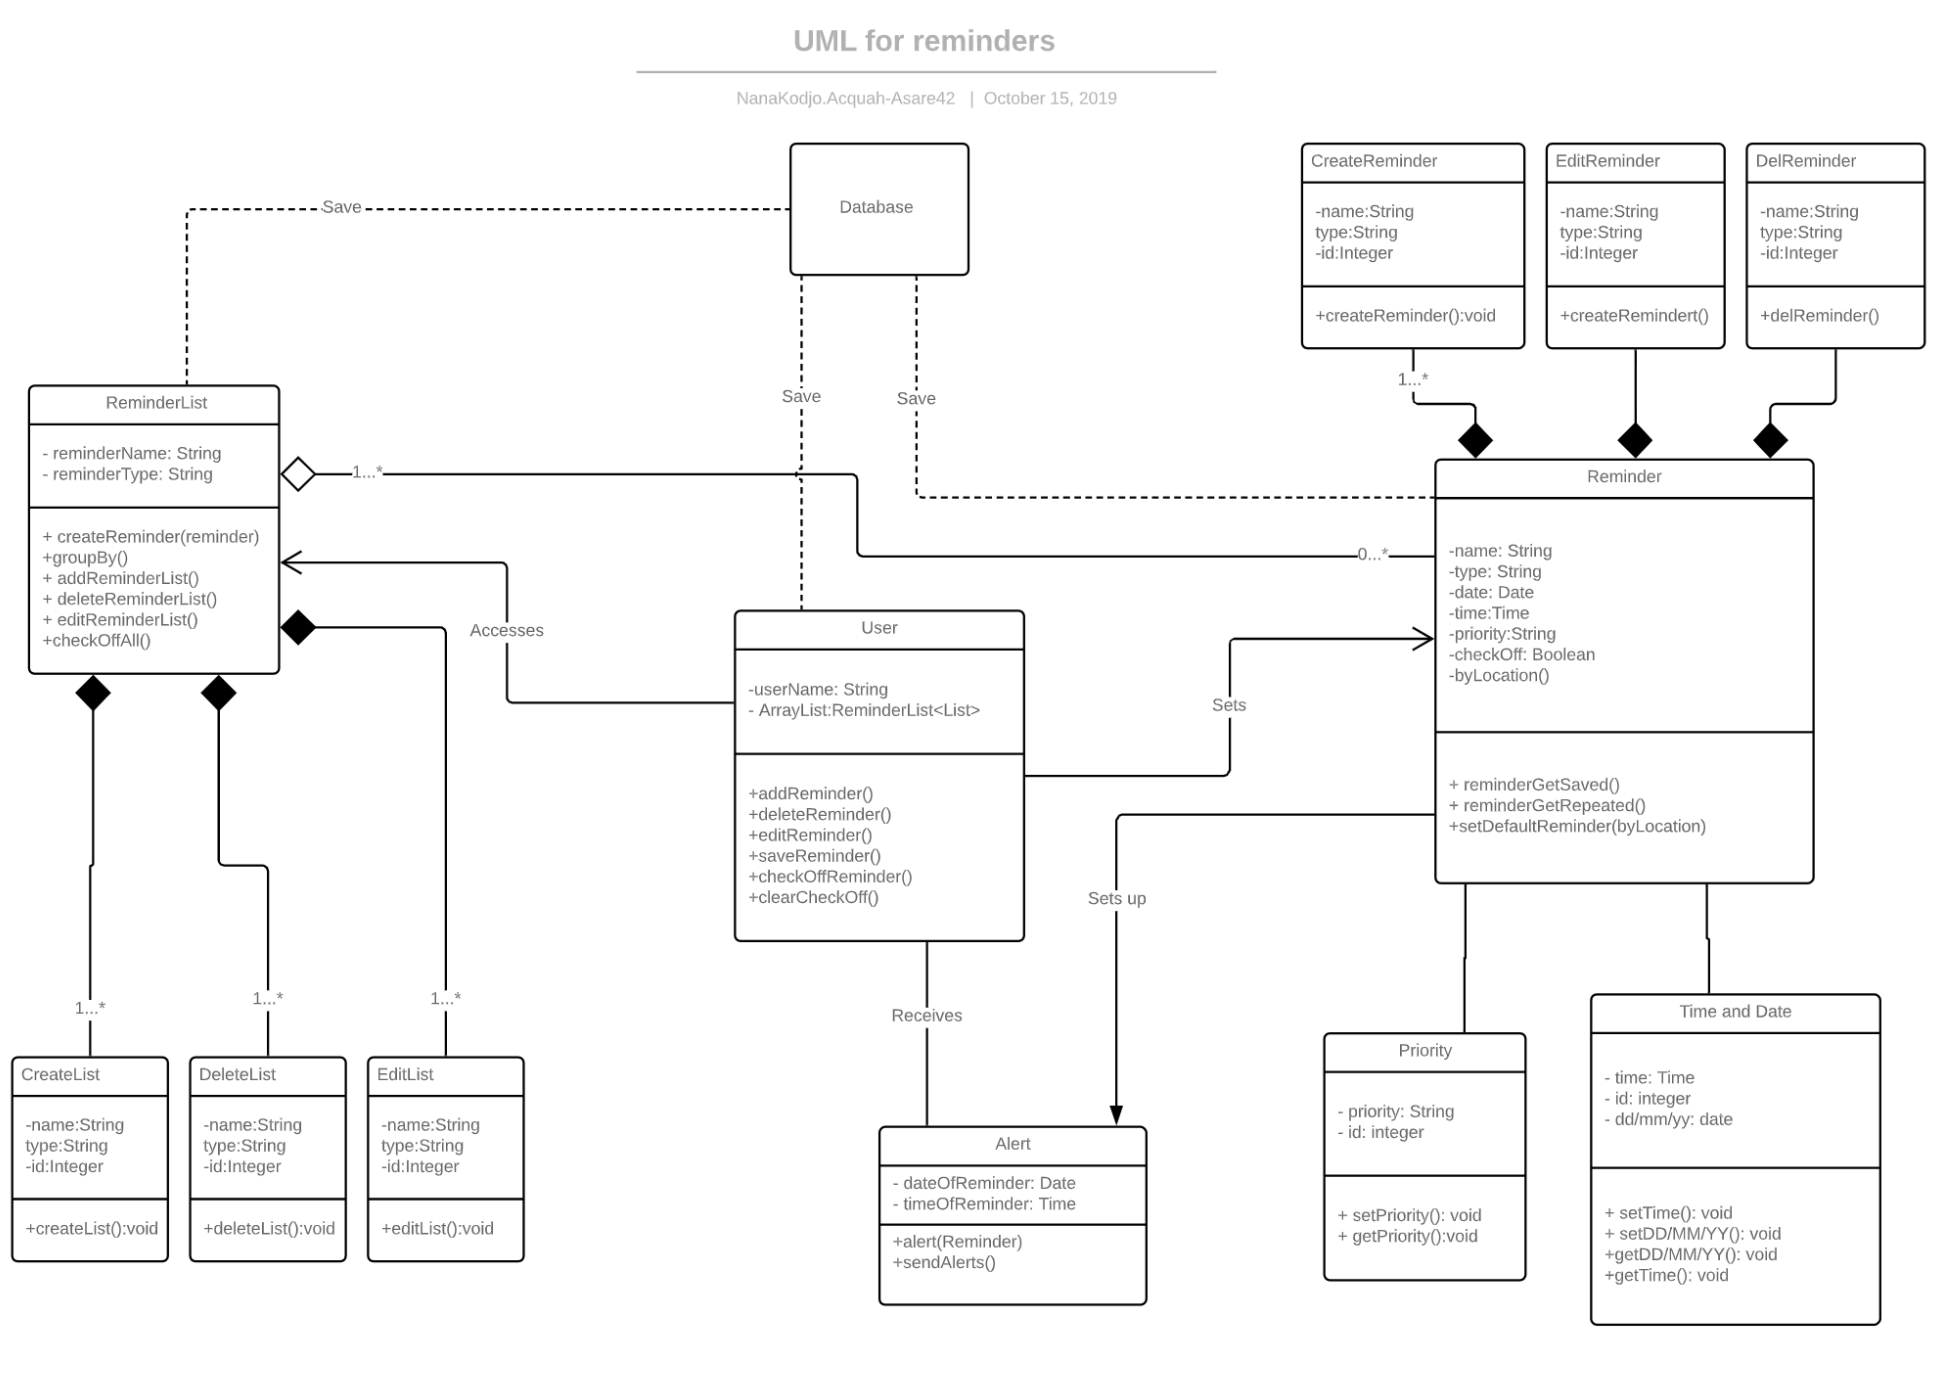 UML for reminders
NanaKodjo.Acquah-Asare42 | October 15, 2019
Database
Save
Save
Save
CreateReminder
-name:String
type:String
-id:Integer
+createReminder():void
1...*
EditReminder
-name:String
type:String
-id:Integer
+createRemindert()
DelReminder
-name:String
type:String
-id:Integer
+delReminder()
ReminderList
- reminderName: String
- reminderType: String
+ createReminder(reminder)
+groupBy()
+ addReminderList()
+ deleteReminderList()
+ editReminderList()
+checkOffAll()
1...*
0...*
Accesses
User
-userName: String
- ArrayList:ReminderList<List>
+addReminder()
+deleteReminder()
+editReminder()
+saveReminder()
+checkOffReminder()
+clearCheckOff()
Sets
Reminder
-name: String
-type: String
-date: Date
-time:Time
-priority:String
-checkOff: Boolean
-byLocation()
+ reminderGetSaved()
+ reminderGetRepeated()
+setDefaultReminder(byLocation)
Sets up
Receives
1...*
1...*
1...*
CreateList
-name:String
type:String
-id:Integer
+createList():void
DeleteList
-name:String
type:String
-id:Integer
+deleteList():void
EditList
-name:String
type:String
-id:Integer
+editList():void
Alert
- dateOfReminder: Date
- timeOfReminder: Time
+alert(Reminder)
+sendAlerts()
Priority
- priority: String
- id: integer
+ setPriority(): void
+ getPriority():void
Time and Date
- time: Time
- id: integer
- dd/mm/yy: date
+ setTime(): void
+ setDD/MM/YY(): void
+getDD/MM/YY(): void
+getTime(): void